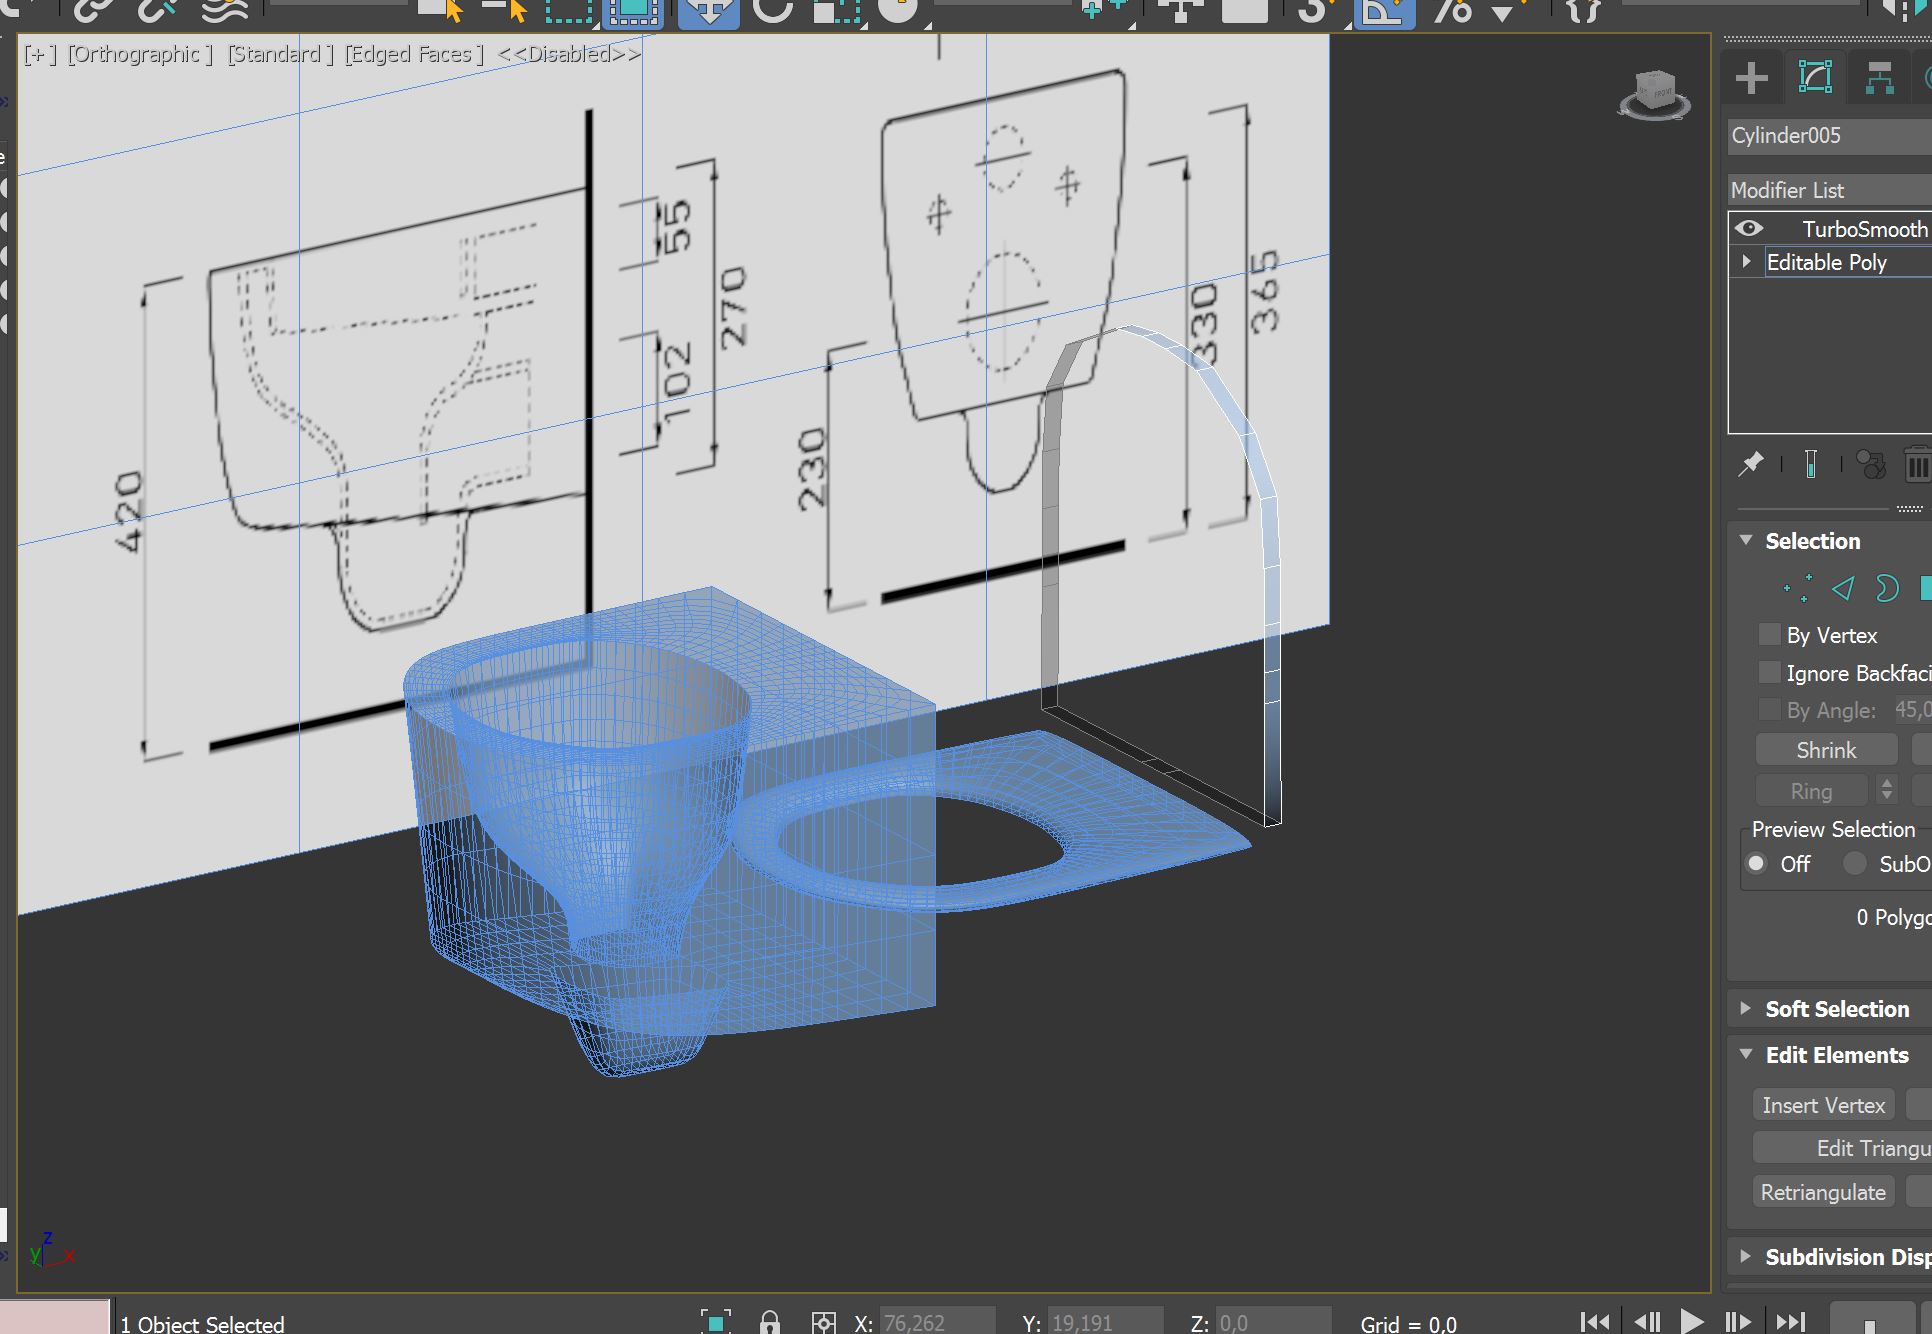 [+] [Orthographic] [Standard] [Edged Faces] <<Disabled>>
55
270
102
420
230
330
365
FRONT
Cylinder005
Modifier List
TurboSmooth
Editable Poly
Selection
By Vertex
Ignore Backfaci
By Angle: 45,0
Shrink
Ring
Preview Selection
Off SubO
0 Polygo
Soft Selection
Edit Elements
Insert Vertex
Edit Triangu
Retriangulate
Subdivision Disp
z
y x
1 Object Selected X: 76,262 Y: 19,191 Z: 0,0 Grid = 0,0